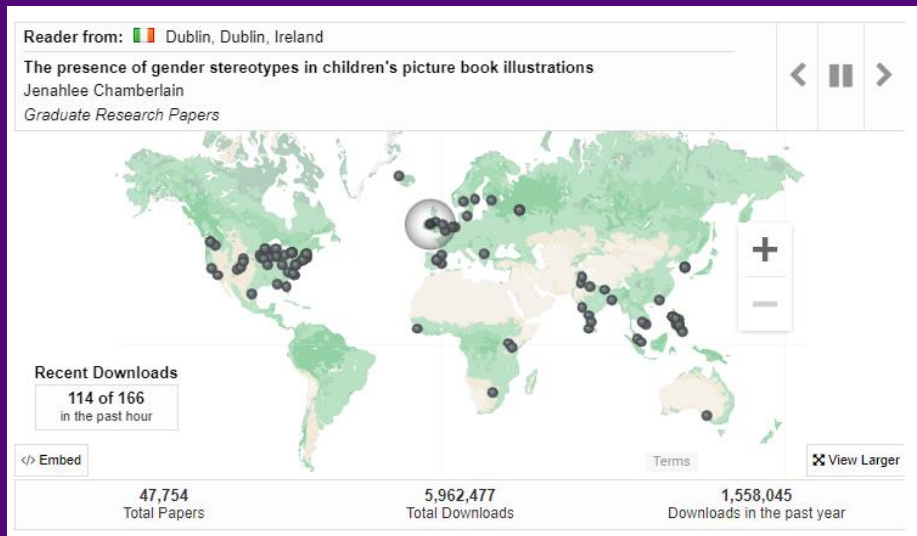 Reader from: Dublin, Dublin, Ireland
The presence of gender stereotypes in children's picture book illustrations
Jenahlee Chamberlain
Graduate Research Papers
Recent Downloads
114 of 166
in the past hour
</> Embed
Terms
View Larger
47,754
Total Papers
5,962,477
Total Downloads
1,558,045
Downloads in the past year